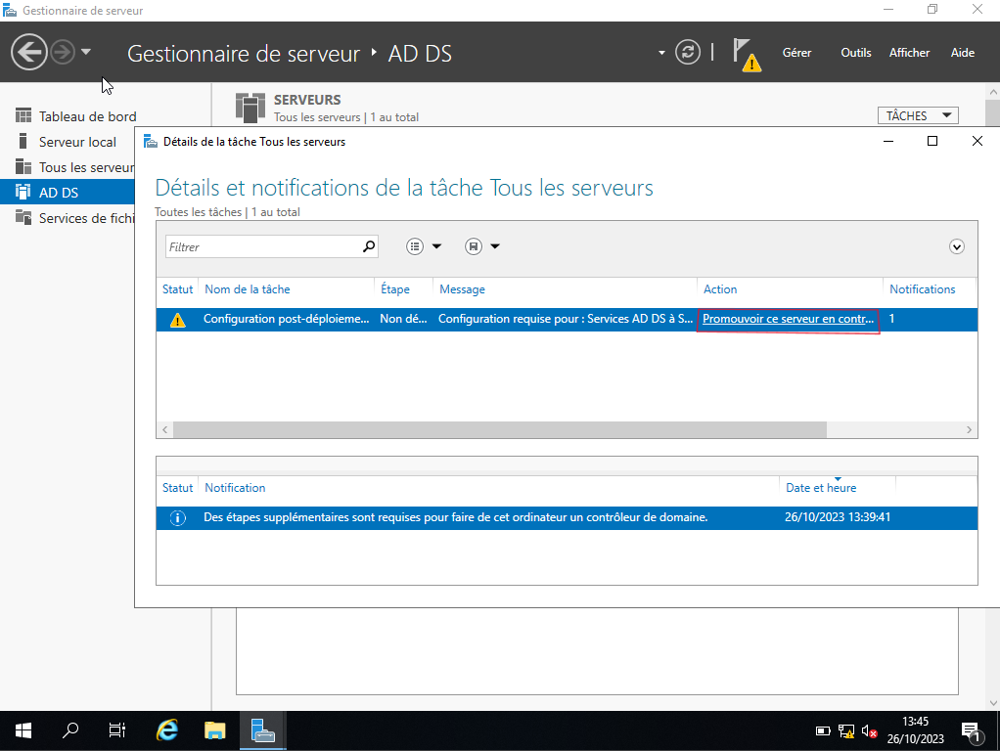 Gestionnaire de serveur
Gestionnaire de serveur ‣ AD DS
Gérer Outils Afficher Aide
Tableau de bord
Serveur local
Tous les serveur
AD DS
Services de fichi
SERVEURS
Tous les serveurs | 1 au total
TÂCHES
Détails de la tâche Tous les serveurs
Détails et notifications de la tâche Tous les serveurs
Toutes les tâches | 1 au total
Filtrer
Statut Nom de la tâche Étape Message Action Notifications
Configuration post-déploieme... Non dé... Configuration requise pour : Services AD DS à S... Promouvoir ce serveur en contr... 1
Statut Notification Date et heure
Des étapes supplémentaires sont requises pour faire de cet ordinateur un contrôleur de domaine. 26/10/2023 13:39:41
13:45
26/10/2023
1